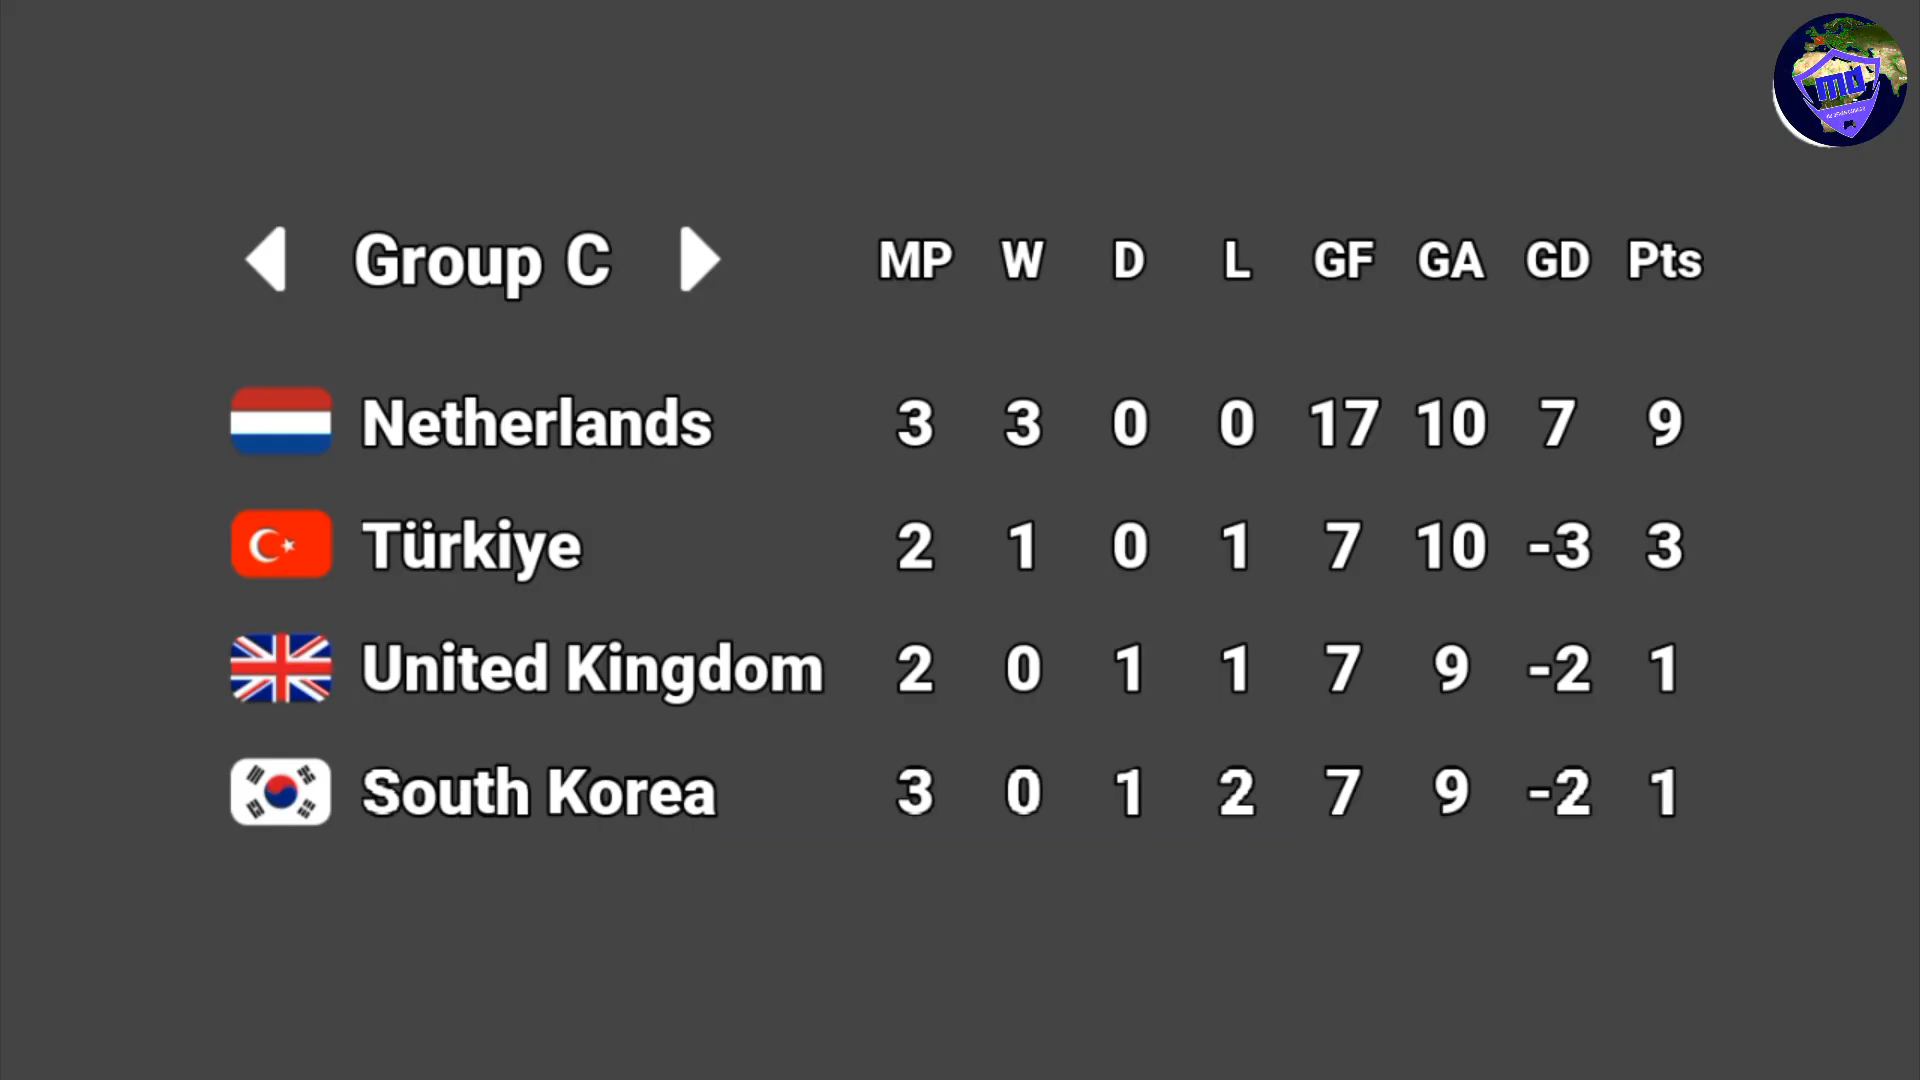 Group C MP W D L GF GA GD Pts
Netherlands 3 3 0 0 17 10 7 9
Türkiye 2 1 0 1 7 10 -3 3
United Kingdom 2 0 1 1 7 9 -2 1
South Korea 3 0 1 2 7 9 -2 1